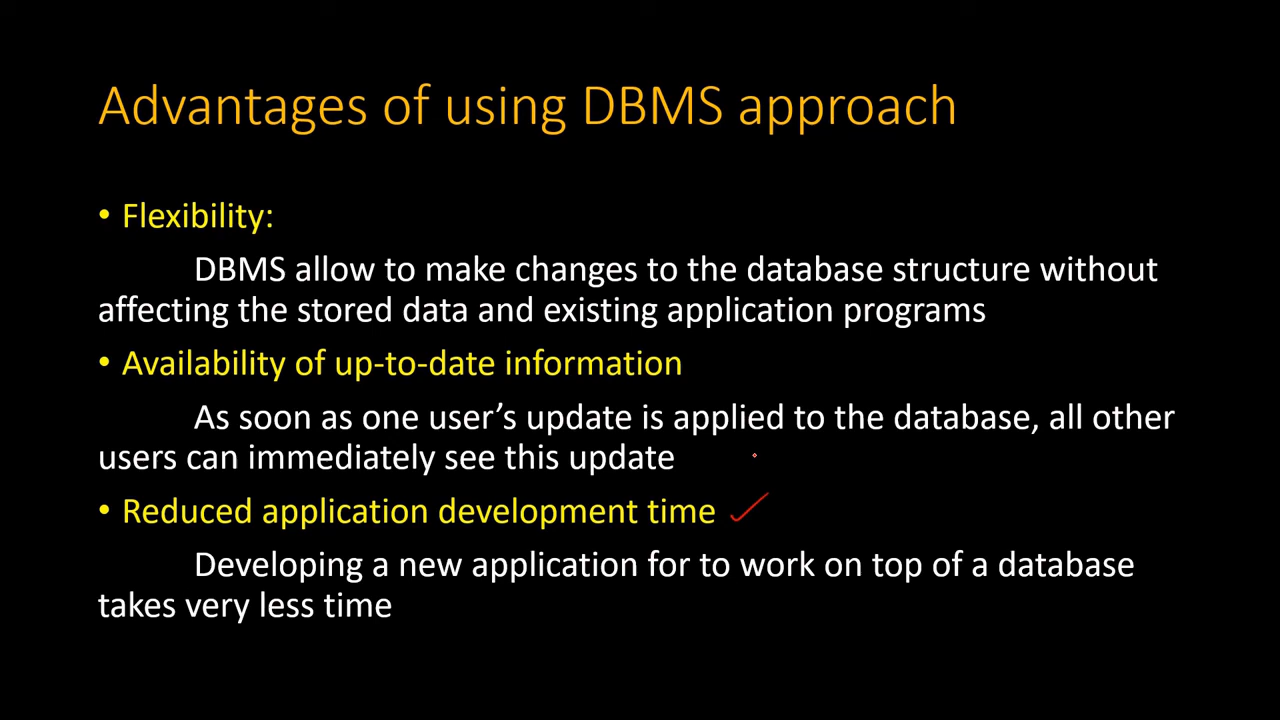 Advantages of using DBMS approach
• Flexibility:
DBMS allow to make changes to the database structure without
affecting the stored data and existing application programs
• Availability of up-to-date information
As soon as one user’s update is applied to the database, all other
users can immediately see this update
• Reduced application development time
Developing a new application for to work on top of a database
takes very less time